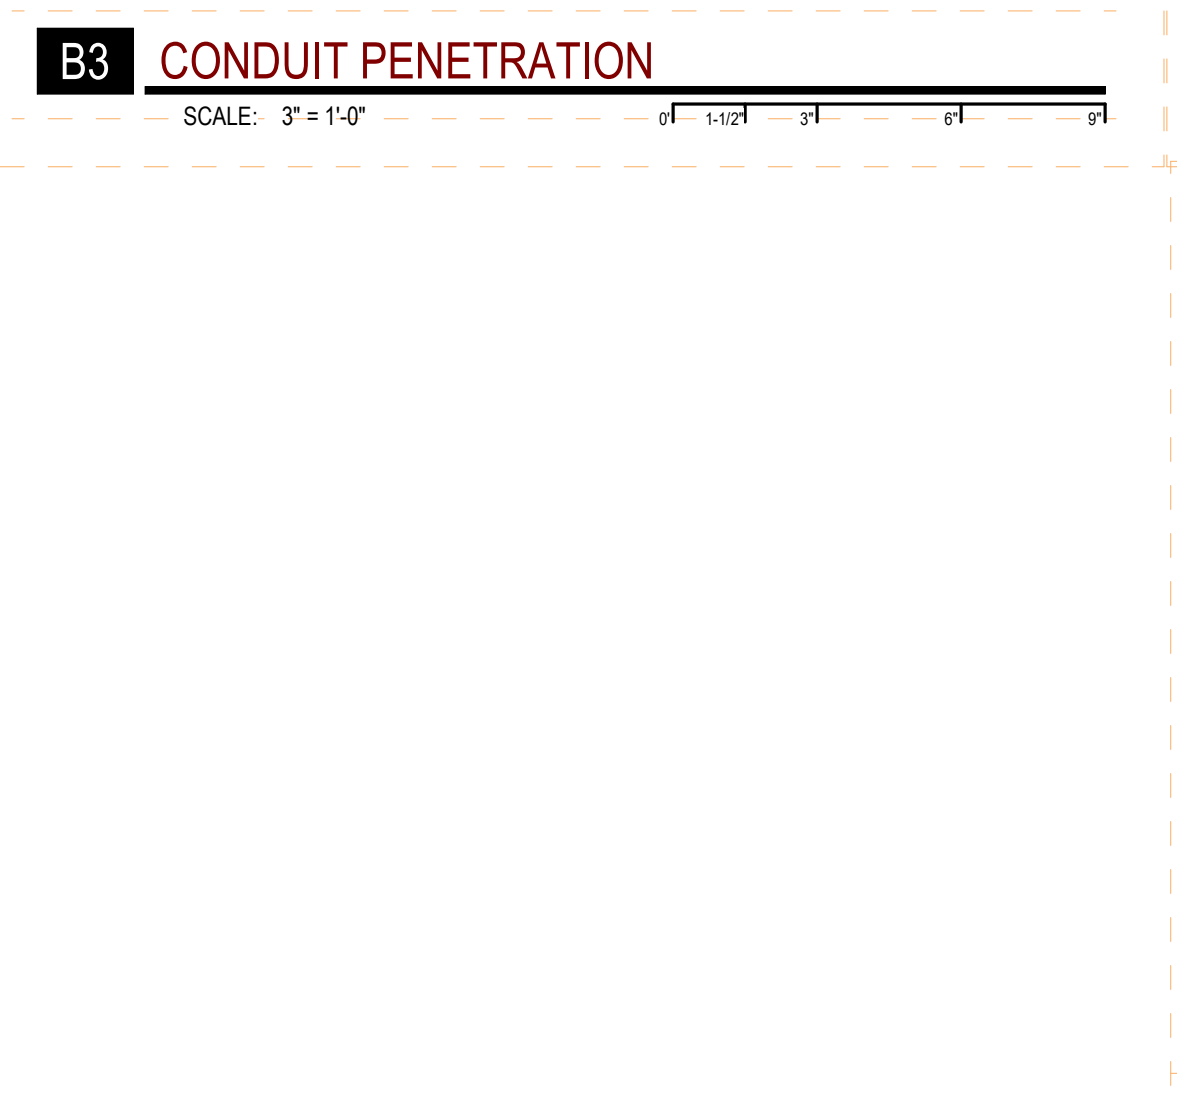 B3 CONDUIT PENETRATION
SCALE: 3" = 1'-0" 0' 1-1/2" 3" 6" 9"